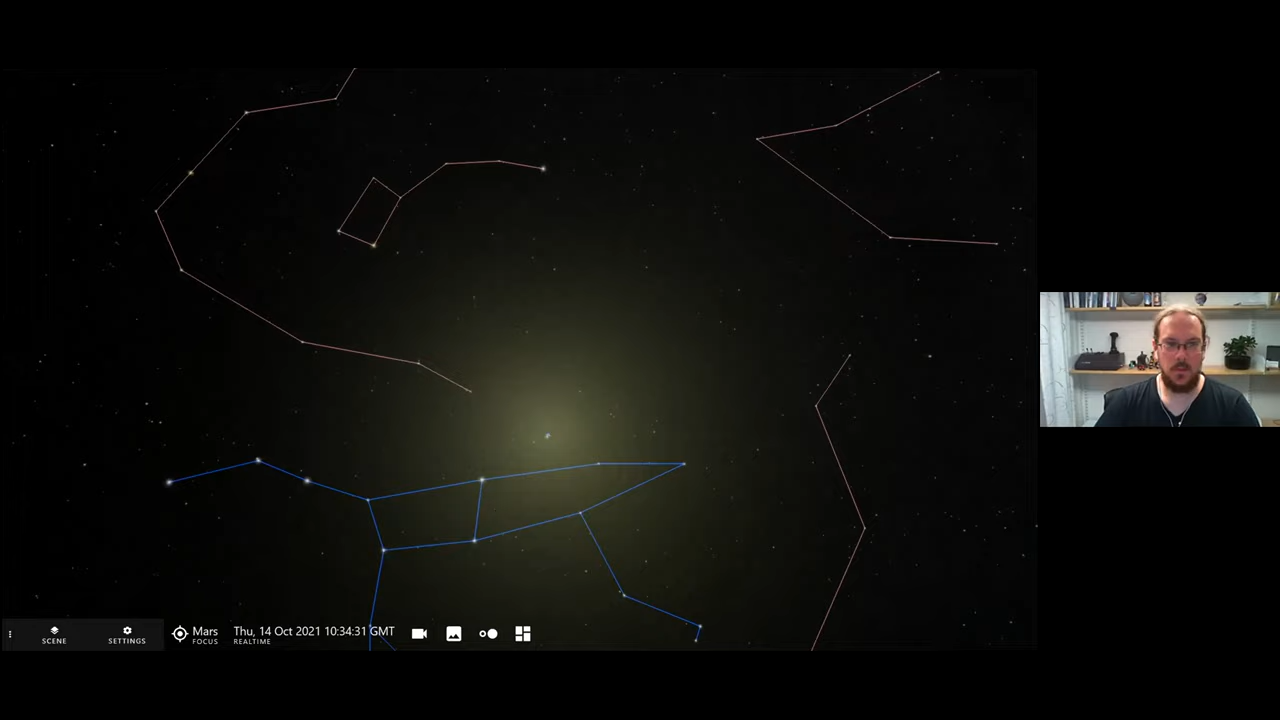 SCENE
SETTINGS
Mars
FOCUS
Thu, 14 Oct 2021 10:34:31 GMT
REALTIME